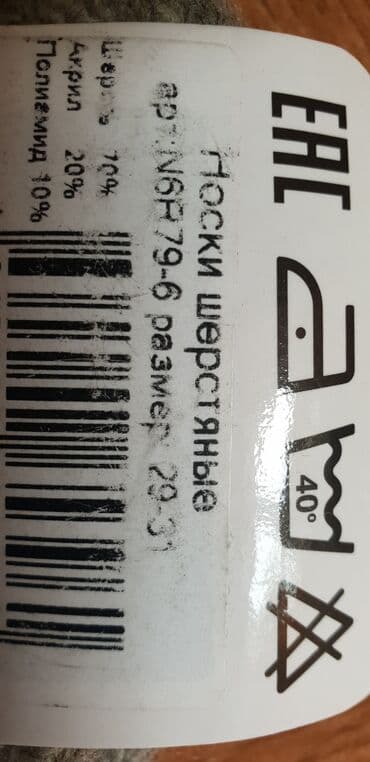 EAC
40°
Носки шерстяные
арт.N6R79-6 размер 29-31
Шерсть 70%
Акрил 20%
Полиамид 10%